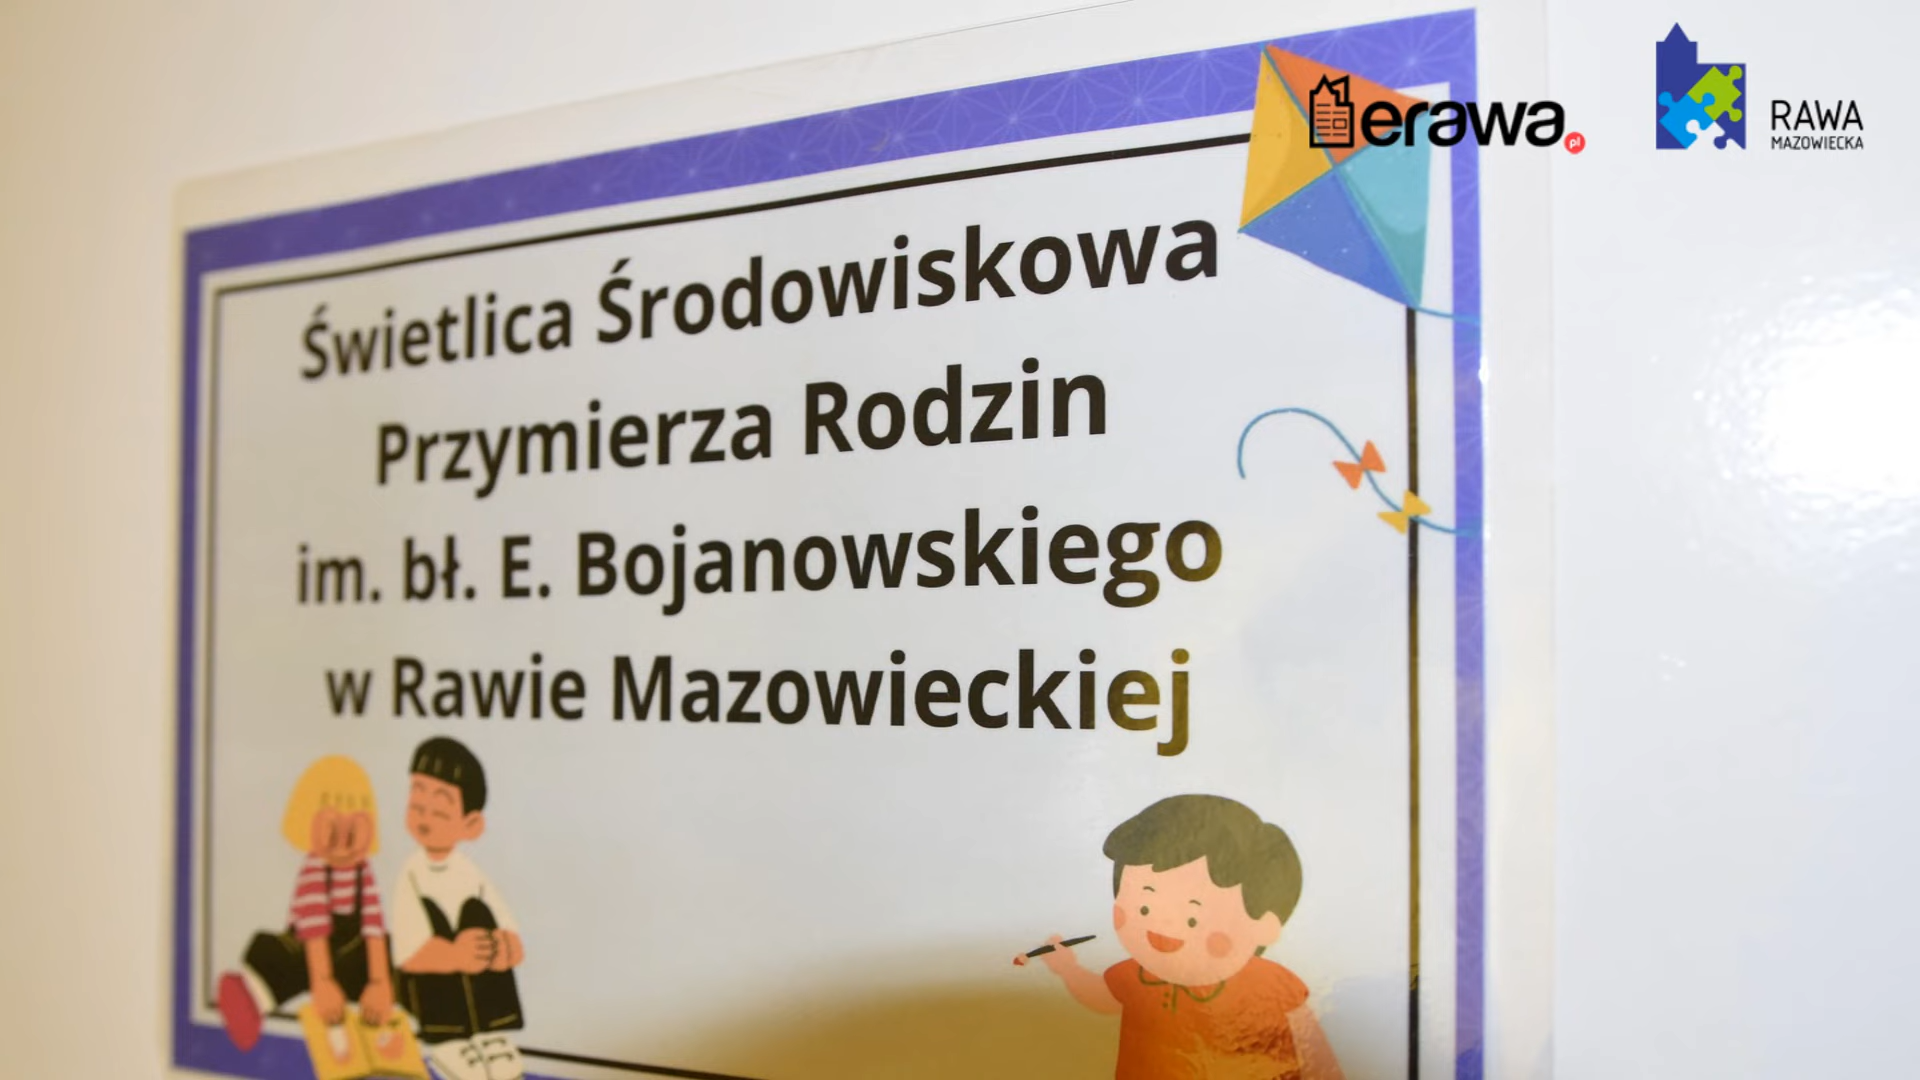 erawa.pl
RAWA
MAZOWIECKA
Świetlica Środowiskowa
Przymierza Rodzin
im. bł. E. Bojanowskiego
w Rawie Mazowieckiej